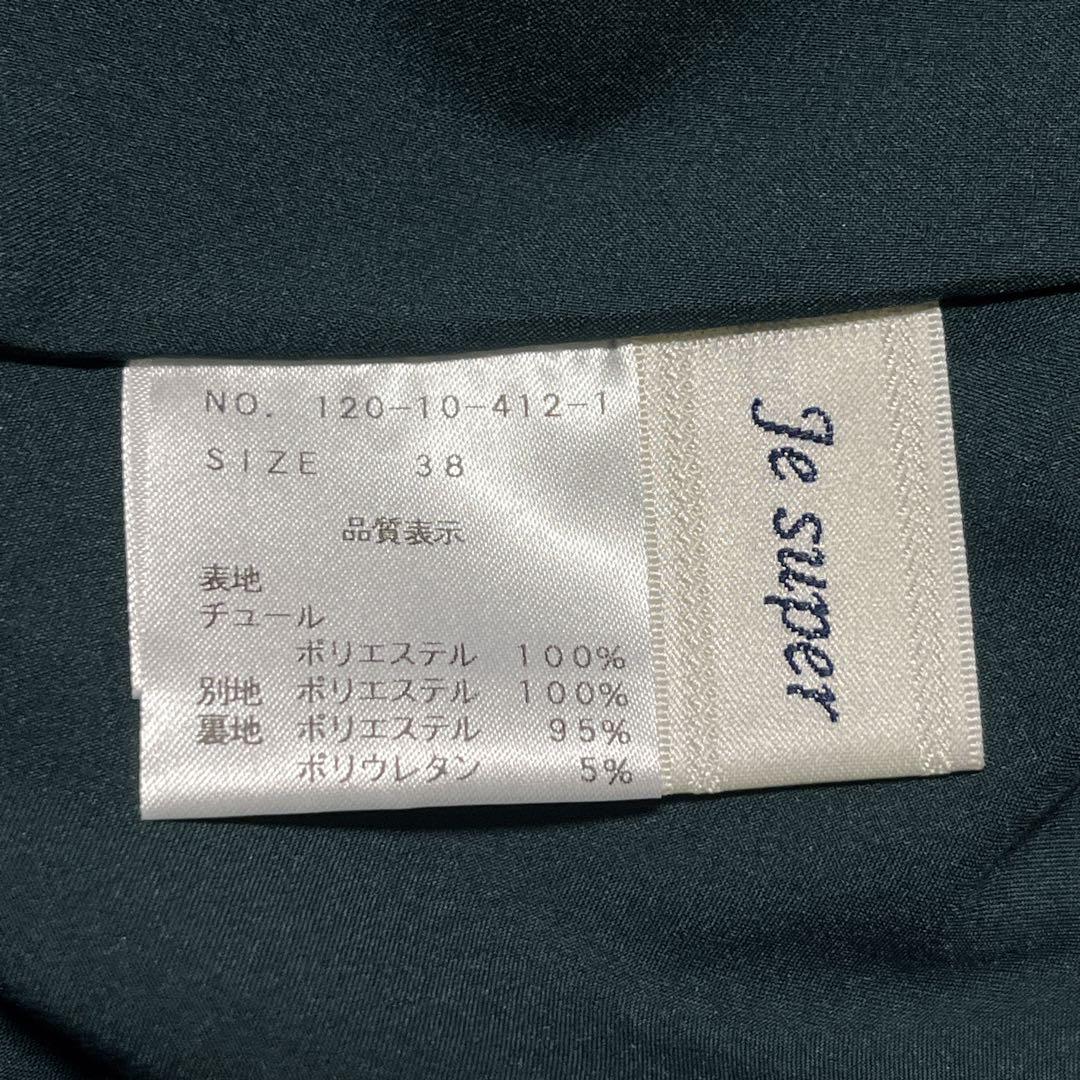 NO. 120-10-412-1
SIZE 38
品質表示
表地
チュール
ポリエステル 100%
別地 ポリエステル 100%
裏地 ポリエステル 95%
ポリウレタン 5%
Je super